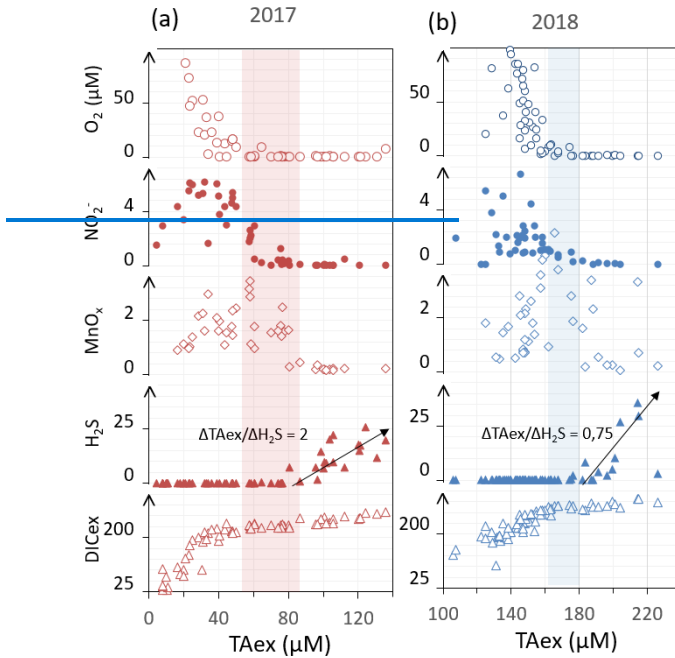 (a) 2017
(b) 2018
O₂ (µM)
50
0
50
0
NO₂⁻
4
0
4
0
MnOₓ
2
0
2
0
H₂S
25
0
ΔTAex/ΔH₂S = 2
25
0
ΔTAex/ΔH₂S = 0,75
DICex
200
25
200
25
0 40 80 120
100 140 180 220
TAex (µM)
TAex (µM)